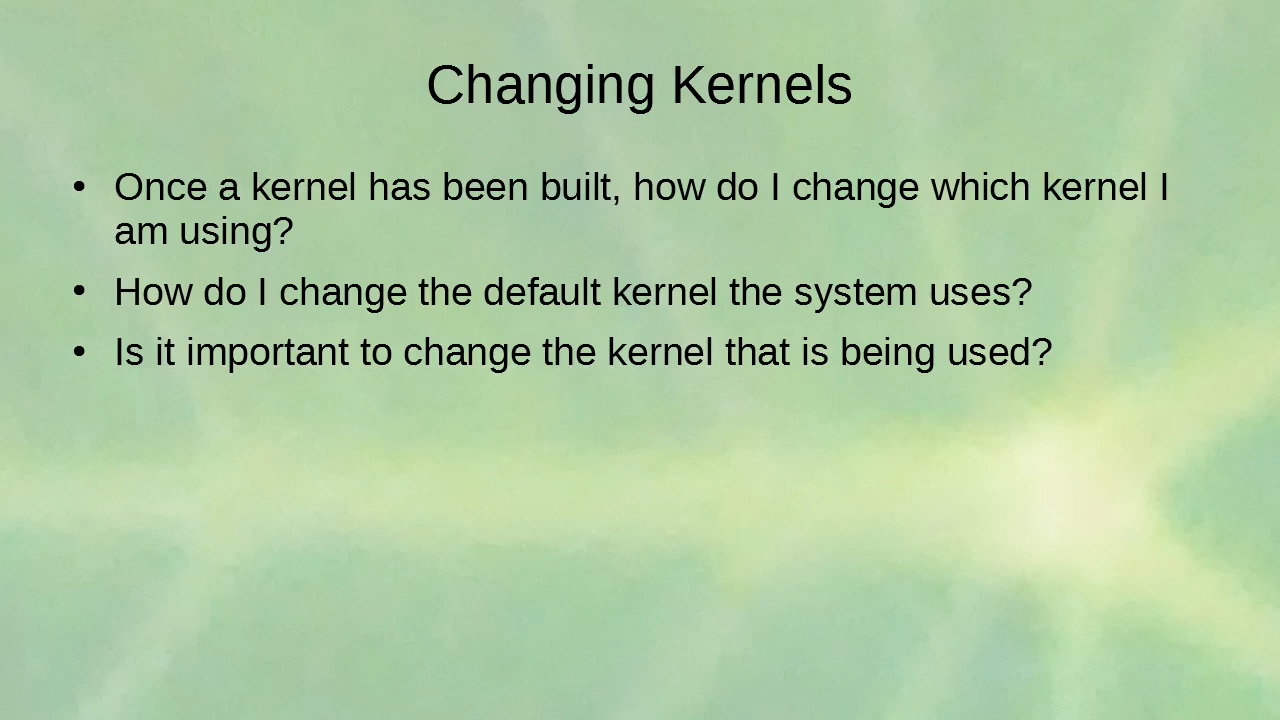 Changing Kernels
• Once a kernel has been built, how do I change which kernel I
am using?
• How do I change the default kernel the system uses?
• Is it important to change the kernel that is being used?